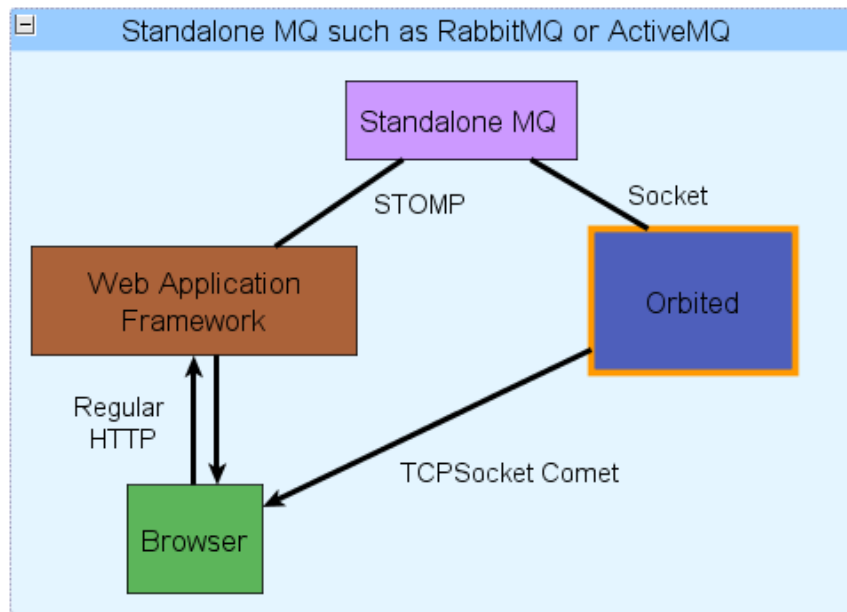 Standalone MQ such as RabbitMQ or ActiveMQ
Standalone MQ
STOMP
Socket
Web Application
Framework
Orbited
Regular
HTTP
TCPSocket Comet
Browser